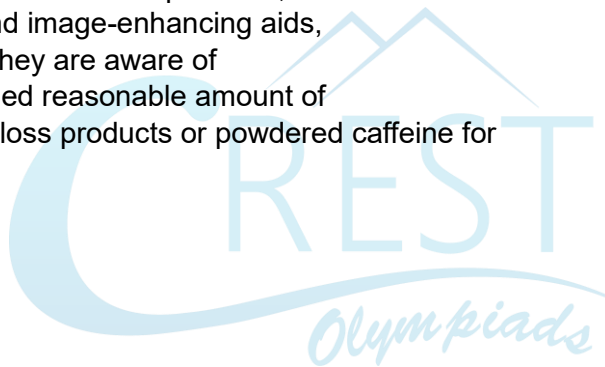 nd image-enhancing aids,
they are aware of
ed reasonable amount of
loss products or powdered caffeine for
CREST
Olympiads